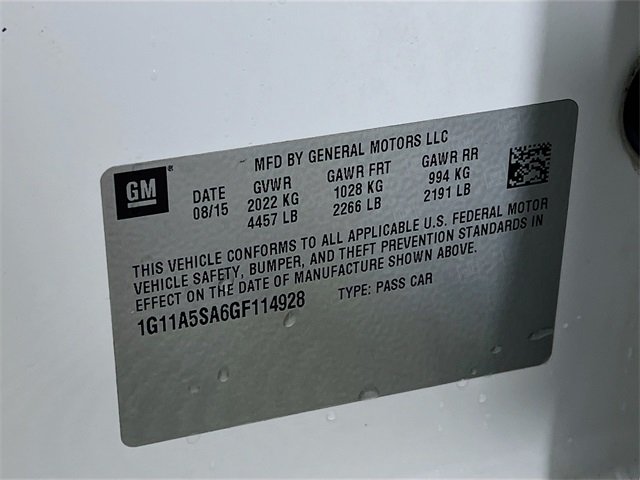 GM®
MFD BY GENERAL MOTORS LLC
DATE GVWR GAWR FRT GAWR RR
08/15 2022 KG 1028 KG 994 KG
4457 LB 2266 LB 2191 LB
THIS VEHICLE CONFORMS TO ALL APPLICABLE U.S. FEDERAL MOTOR
VEHICLE SAFETY, BUMPER, AND THEFT PREVENTION STANDARDS IN
EFFECT ON THE DATE OF MANUFACTURE SHOWN ABOVE.
1G11A5SA6GF114928 TYPE: PASS CAR